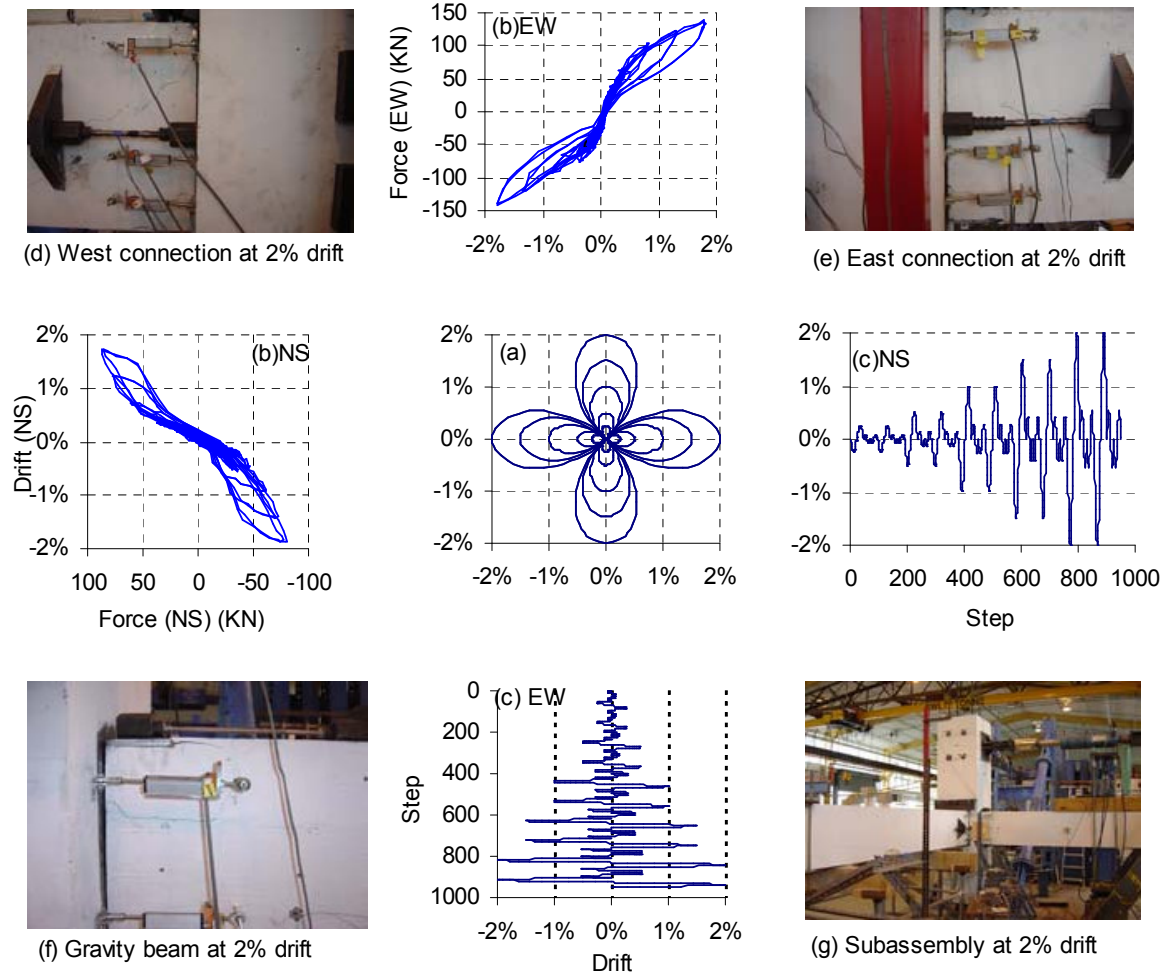 (b)EW
Force (EW) (KN)
150
100
50
0
-50
-100
-150
-2% -1% 0% 1% 2%
(d) West connection at 2% drift
(e) East connection at 2% drift
(b)NS
Drift (NS)
2%
1%
0%
-1%
-2%
100 50 0 -50 -100
Force (NS) (KN)
(a)
2%
1%
0%
-1%
-2%
-2% -1% 0% 1% 2%
(c)NS
2%
1%
0%
-1%
-2%
0 200 400 600 800 1000
Step
(c) EW
Step
0
200
400
600
800
1000
-2% -1% 0% 1% 2%
Drift
(f) Gravity beam at 2% drift
(g) Subassembly at 2% drift